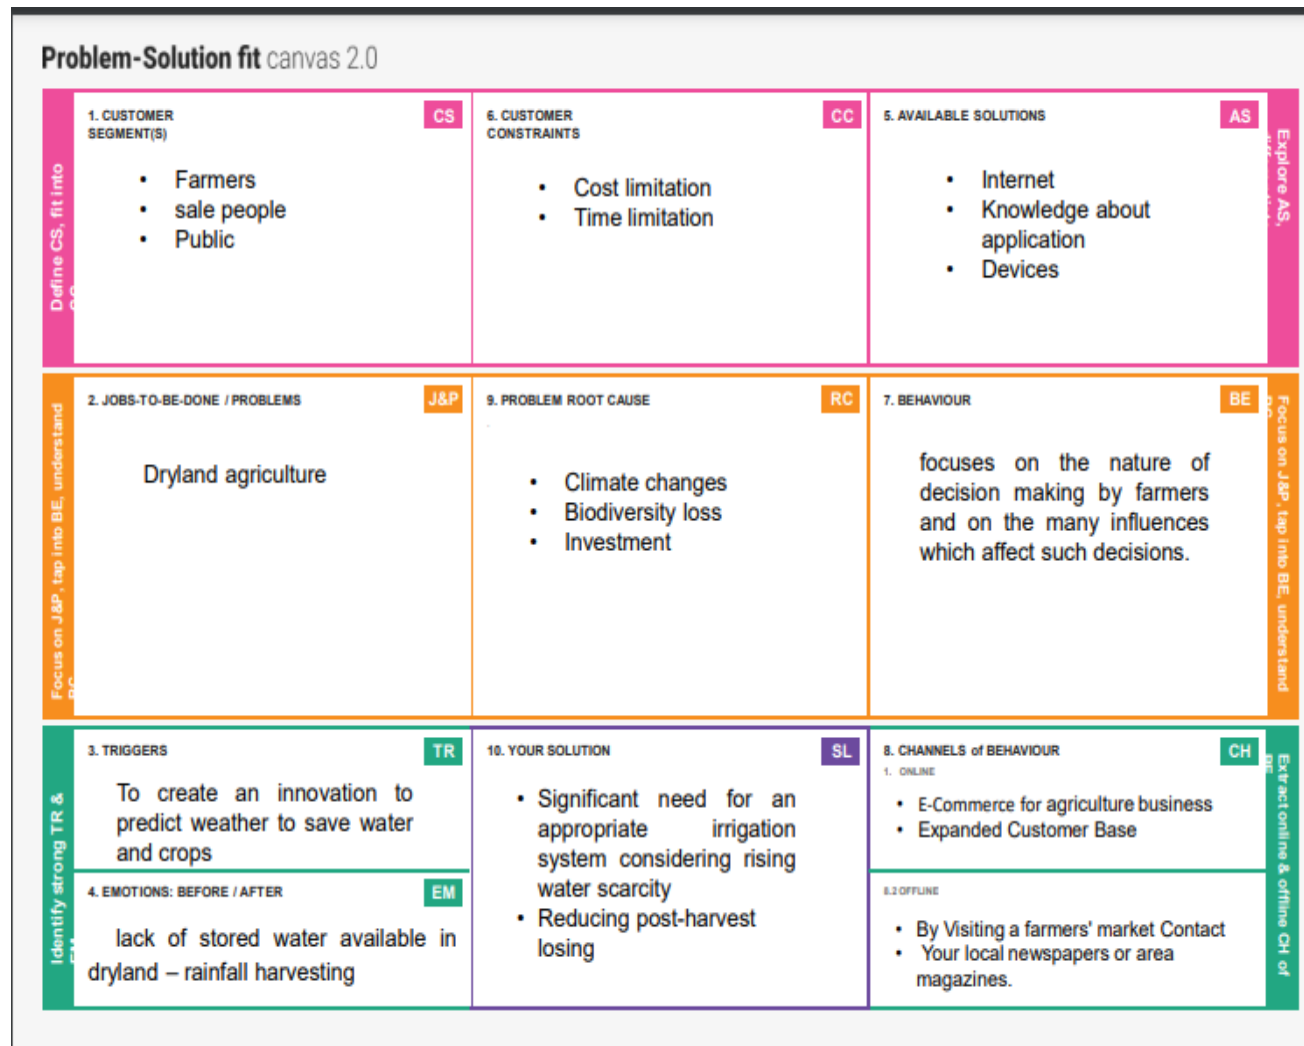 Problem-Solution fit canvas 2.0
Define CS, fit into
1. CUSTOMER
SEGMENT(S)
CS
• Farmers
• sale people
• Public
6. CUSTOMER
CONSTRAINTS
CC
• Cost limitation
• Time limitation
5. AVAILABLE SOLUTIONS
AS
• Internet
• Knowledge about
application
• Devices
Explore AS,
Focus on J&P, tap into BE, understand
2. JOBS-TO-BE-DONE / PROBLEMS
J&P
Dryland agriculture
9. PROBLEM ROOT CAUSE
RC
• Climate changes
• Biodiversity loss
• Investment
7. BEHAVIOUR
BE
focuses on the nature of
decision making by farmers
and on the many influences
which affect such decisions.
Focus on J&P, tap into BE, understand
Identify strong TR &
3. TRIGGERS
TR
To create an innovation to
predict weather to save water
and crops
4. EMOTIONS: BEFORE / AFTER
EM
lack of stored water available in
dryland – rainfall harvesting
10. YOUR SOLUTION
SL
• Significant need for an
appropriate irrigation
system considering rising
water scarcity
• Reducing post-harvest
losing
8. CHANNELS of BEHAVIOUR
CH
1. ONLINE
• E-Commerce for agriculture business
• Expanded Customer Base
8.2 OFFLINE
• By Visiting a farmers' market Contact
• Your local newspapers or area
magazines.
Extract online & offline CH of